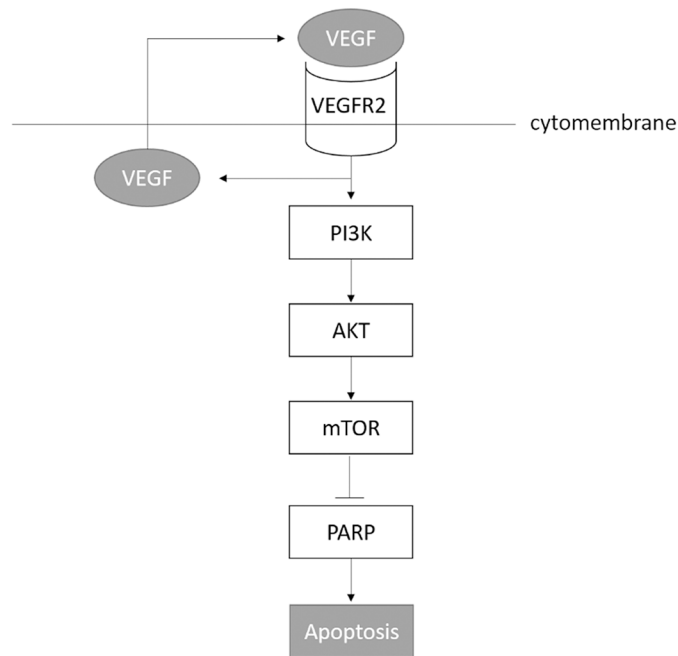 VEGF
VEGFR2
cytomembrane
VEGF
PI3K
AKT
mTOR
PARP
Apoptosis